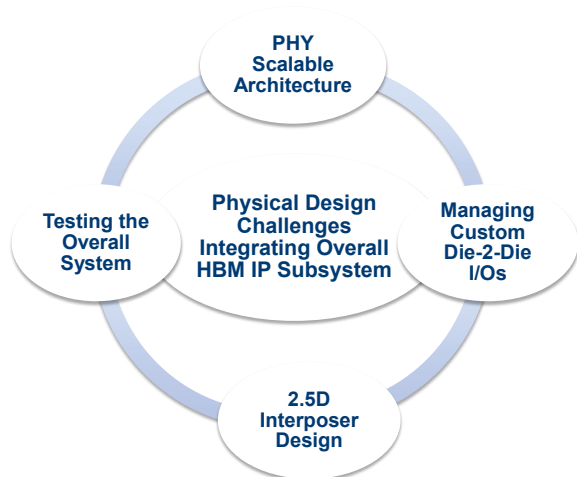 PHY
Scalable
Architecture
Testing the
Overall
System
Physical Design
Challenges
Integrating Overall
HBM IP Subsystem
Managing
Custom
Die-2-Die
I/Os
2.5D
Interposer
Design